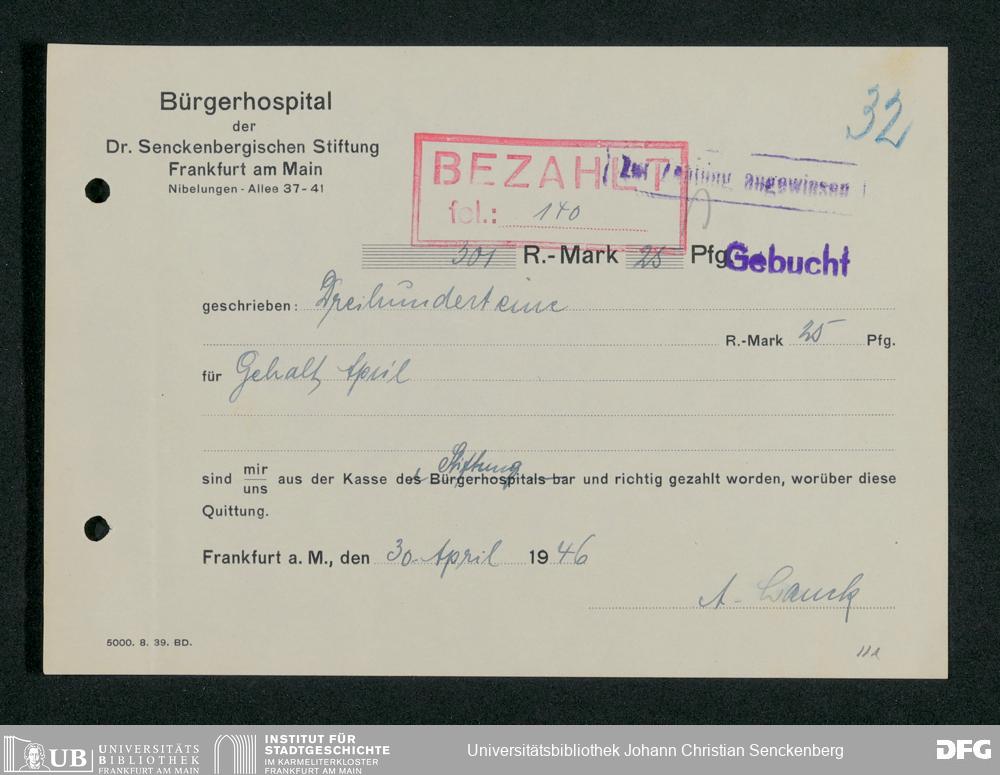 32
Bürgerhospital
der
Dr. Senckenbergischen Stiftung
Frankfurt am Main
Nibelungen - Allee 37-41
BEZAHLT
fol.: 140
Zur Zahlung angewiesen
301 R.-Mark 25 Pfg.
Gebucht
geschrieben: Dreihunderteine
R.-Mark 25 Pfg.
für Gehalt, April
Stiftung
sind mir/uns aus der Kasse des Bürgerhospitals bar und richtig gezahlt worden, worüber diese
Quittung.
Frankfurt a. M., den 30. April 1946
A.
5000. 8. 39. BD.
UB UNIVERSITÄTS
BIBLIOTHEK
FRANKFURT AM MAIN
INSTITUT FÜR
STADTGESCHICHTE
IM KARMELITERKLOSTER
FRANKFURT AM MAIN
Universitätsbibliothek Johann Christian Senckenberg
DFG